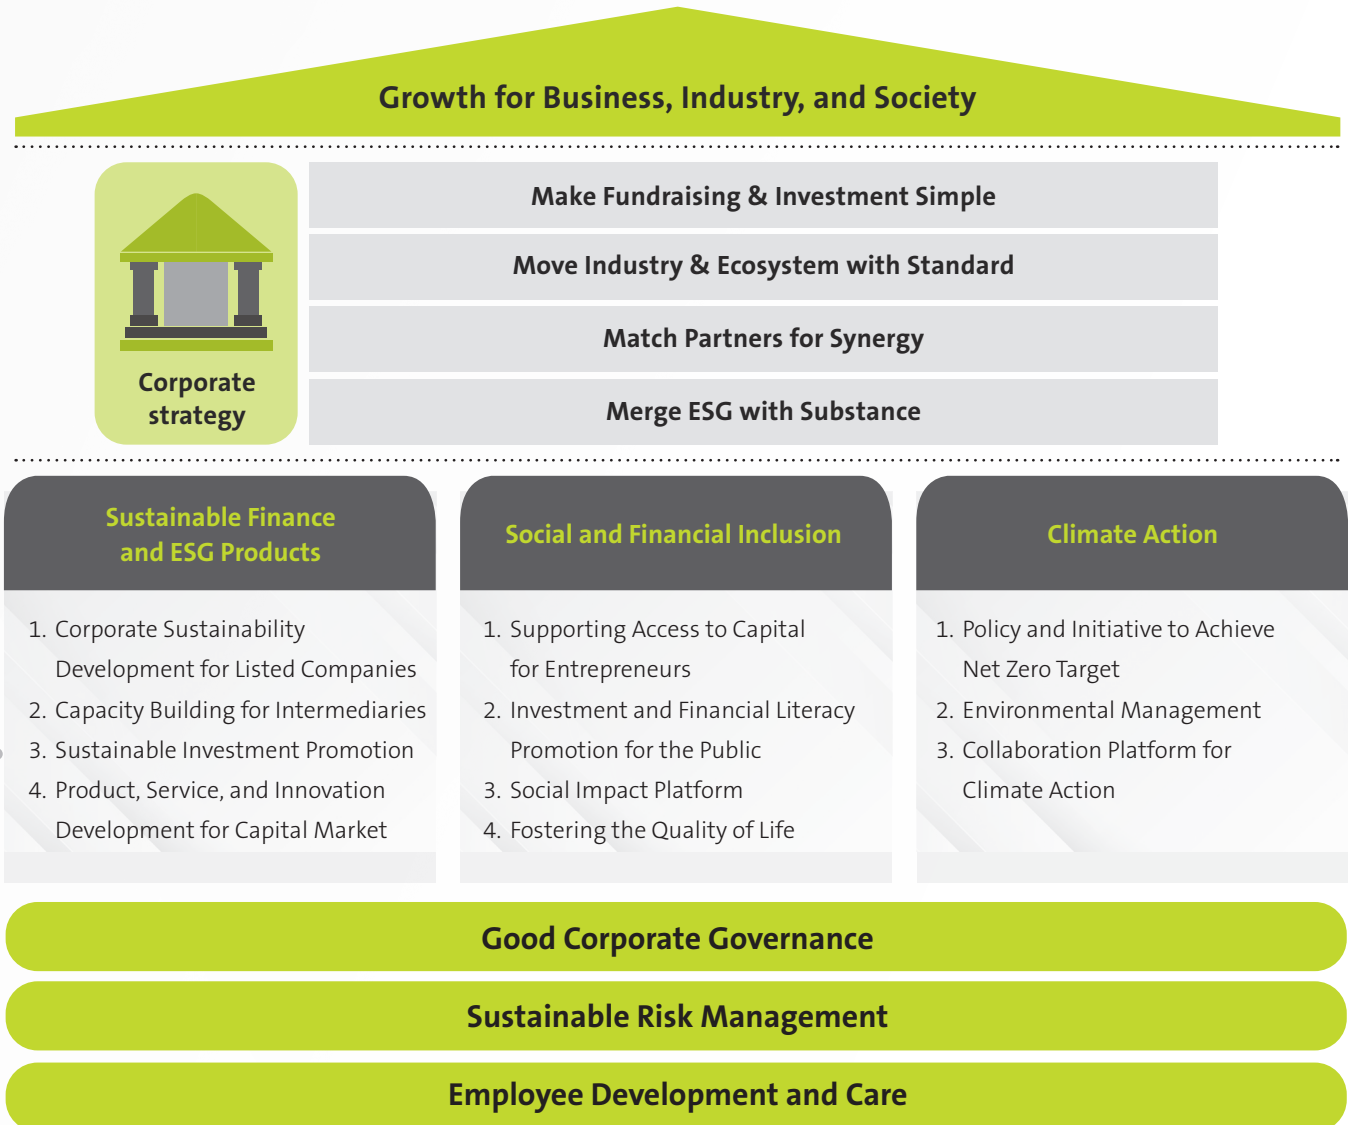 Growth for Business, Industry, and Society
Corporate
strategy
Make Fundraising & Investment Simple
Move Industry & Ecosystem with Standard
Match Partners for Synergy
Merge ESG with Substance
Sustainable Finance
and ESG Products
1. Corporate Sustainability
Development for Listed Companies
2. Capacity Building for Intermediaries
3. Sustainable Investment Promotion
4. Product, Service, and Innovation
Development for Capital Market
Social and Financial Inclusion
1. Supporting Access to Capital
for Entrepreneurs
2. Investment and Financial Literacy
Promotion for the Public
3. Social Impact Platform
4. Fostering the Quality of Life
Climate Action
1. Policy and Initiative to Achieve
Net Zero Target
2. Environmental Management
3. Collaboration Platform for
Climate Action
Good Corporate Governance
Sustainable Risk Management
Employee Development and Care